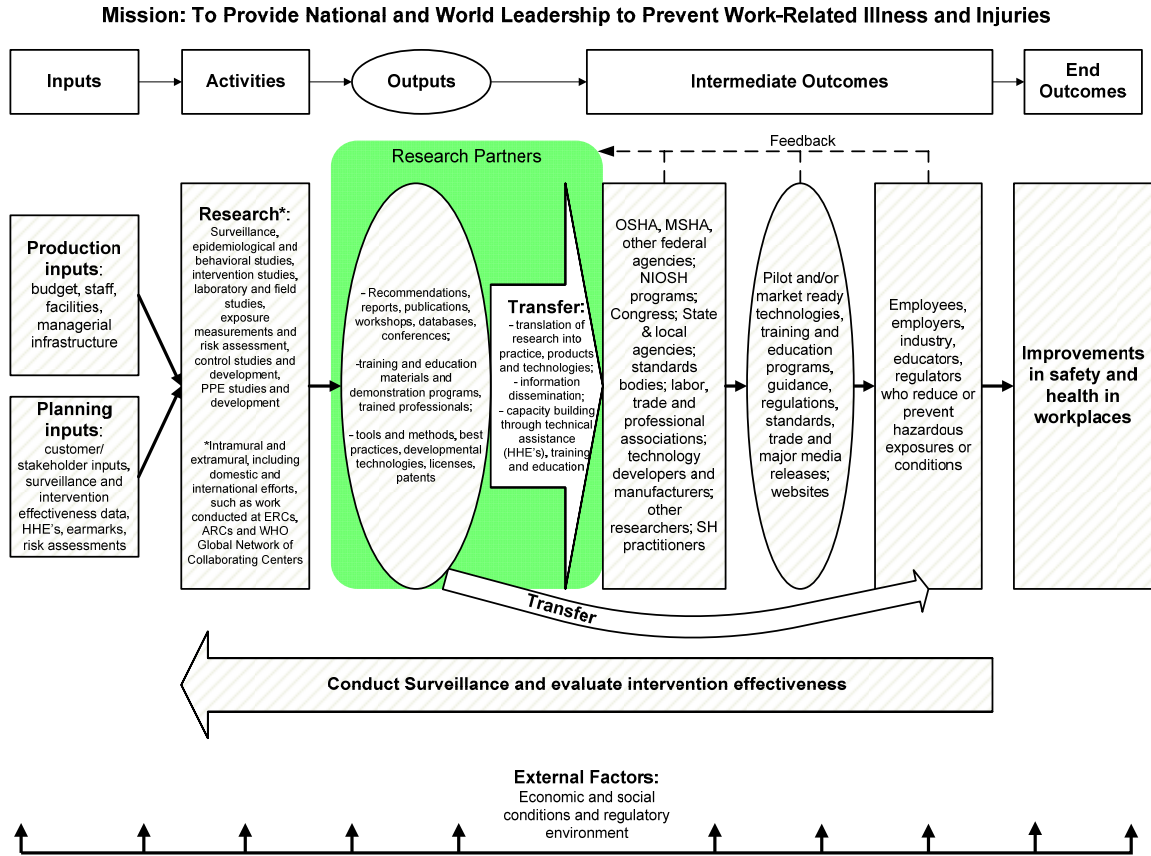 Mission: To Provide National and World Leadership to Prevent Work-Related Illness and Injuries
Inputs
Activities
Outputs
Intermediate Outcomes
End
Outcomes
Feedback
Research Partners
Production
inputs:
budget, staff,
facilities,
managerial
infrastructure
Planning
inputs:
customer/
stakeholder inputs,
surveillance and
intervention
effectiveness data,
HHE's, earmarks,
risk assessments
Research*:
Surveillance,
epidemiological and
behavioral studies,
intervention studies,
laboratory and field
studies,
exposure
measurements and
risk assessment,
control studies and
development,
PPE studies and
development
*Intramural and
extramural, including
domestic and
international efforts,
such as work
conducted at ERCs,
ARCs and WHO
Global Network of
Collaborating Centers
– Recommendations,
reports, publications,
workshops, databases,
conferences;
-training and education
materials and
demonstration programs,
trained professionals;
- tools and methods, best
practices, developmental
technologies, licenses,
patents
Transfer:
– translation of
research into
practice, products
and technologies;
– information
dissemination;
– capacity building
through technical
assistance
(HHE's), training
and education
OSHA, MSHA,
other federal
agencies;
NIOSH
programs;
Congress; State
& local
agencies;
standards
bodies; labor,
trade and
professional
associations;
technology
developers and
manufacturers;
other
researchers; SH
practitioners
Pilot and/or
market ready
technologies,
training and
education
programs,
guidance,
regulations,
standards,
trade and
major media
releases;
websites
Employees,
employers,
industry,
educators,
regulators
who reduce or
prevent
hazardous
exposures or
conditions
Improvements
in safety and
health in
workplaces
Transfer
Conduct Surveillance and evaluate intervention effectiveness
External Factors:
Economic and social
conditions and regulatory
environment